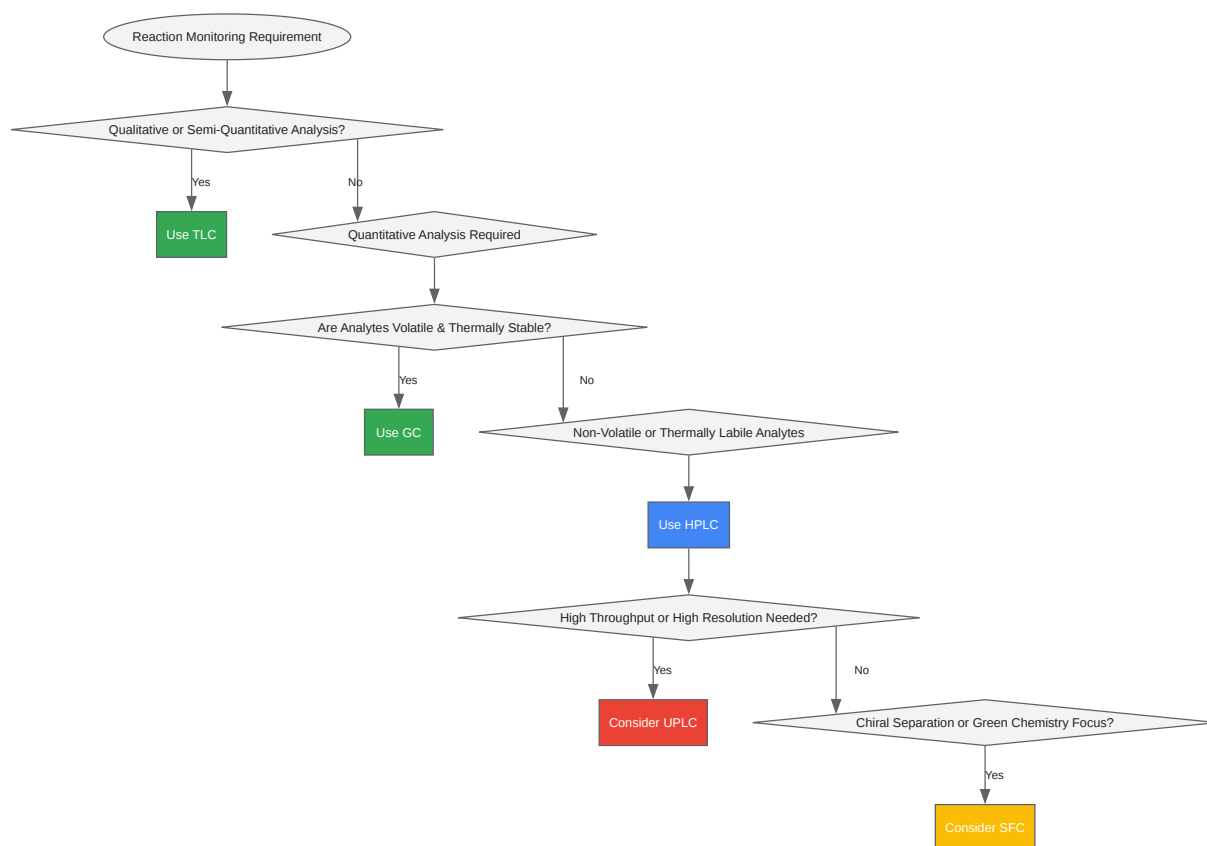 Reaction Monitoring Requirement
Qualitative or Semi-Quantitative Analysis?
Yes
No
Use TLC
Quantitative Analysis Required
Are Analytes Volatile & Thermally Stable?
Yes
No
Use GC
Non-Volatile or Thermally Labile Analytes
Use HPLC
High Throughput or High Resolution Needed?
Yes
No
Consider UPLC
Chiral Separation or Green Chemistry Focus?
Yes
Consider SFC